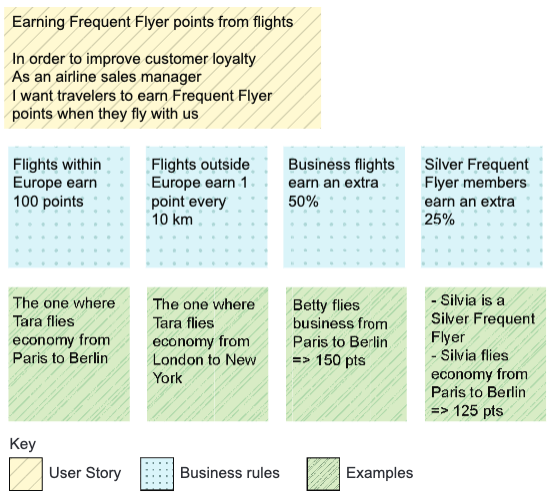 Earning Frequent Flyer points from flights
In order to improve customer loyalty
As an airline sales manager
I want travelers to earn Frequent Flyer
points when they fly with us
Flights within
Europe earn
100 points
Flights outside
Europe earn 1
point every
10 km
Business flights
earn an extra
50%
Silver Frequent
Flyer members
earn an extra
25%
The one where
Tara flies
economy from
Paris to Berlin
The one where
Tara flies
economy from
London to New
York
Betty flies
business from
Paris to Berlin
=> 150 pts
- Silvia is a
Silver Frequent
Flyer
- Silvia flies
economy from
Paris to Berlin
=> 125 pts
Key
User Story
Business rules
Examples